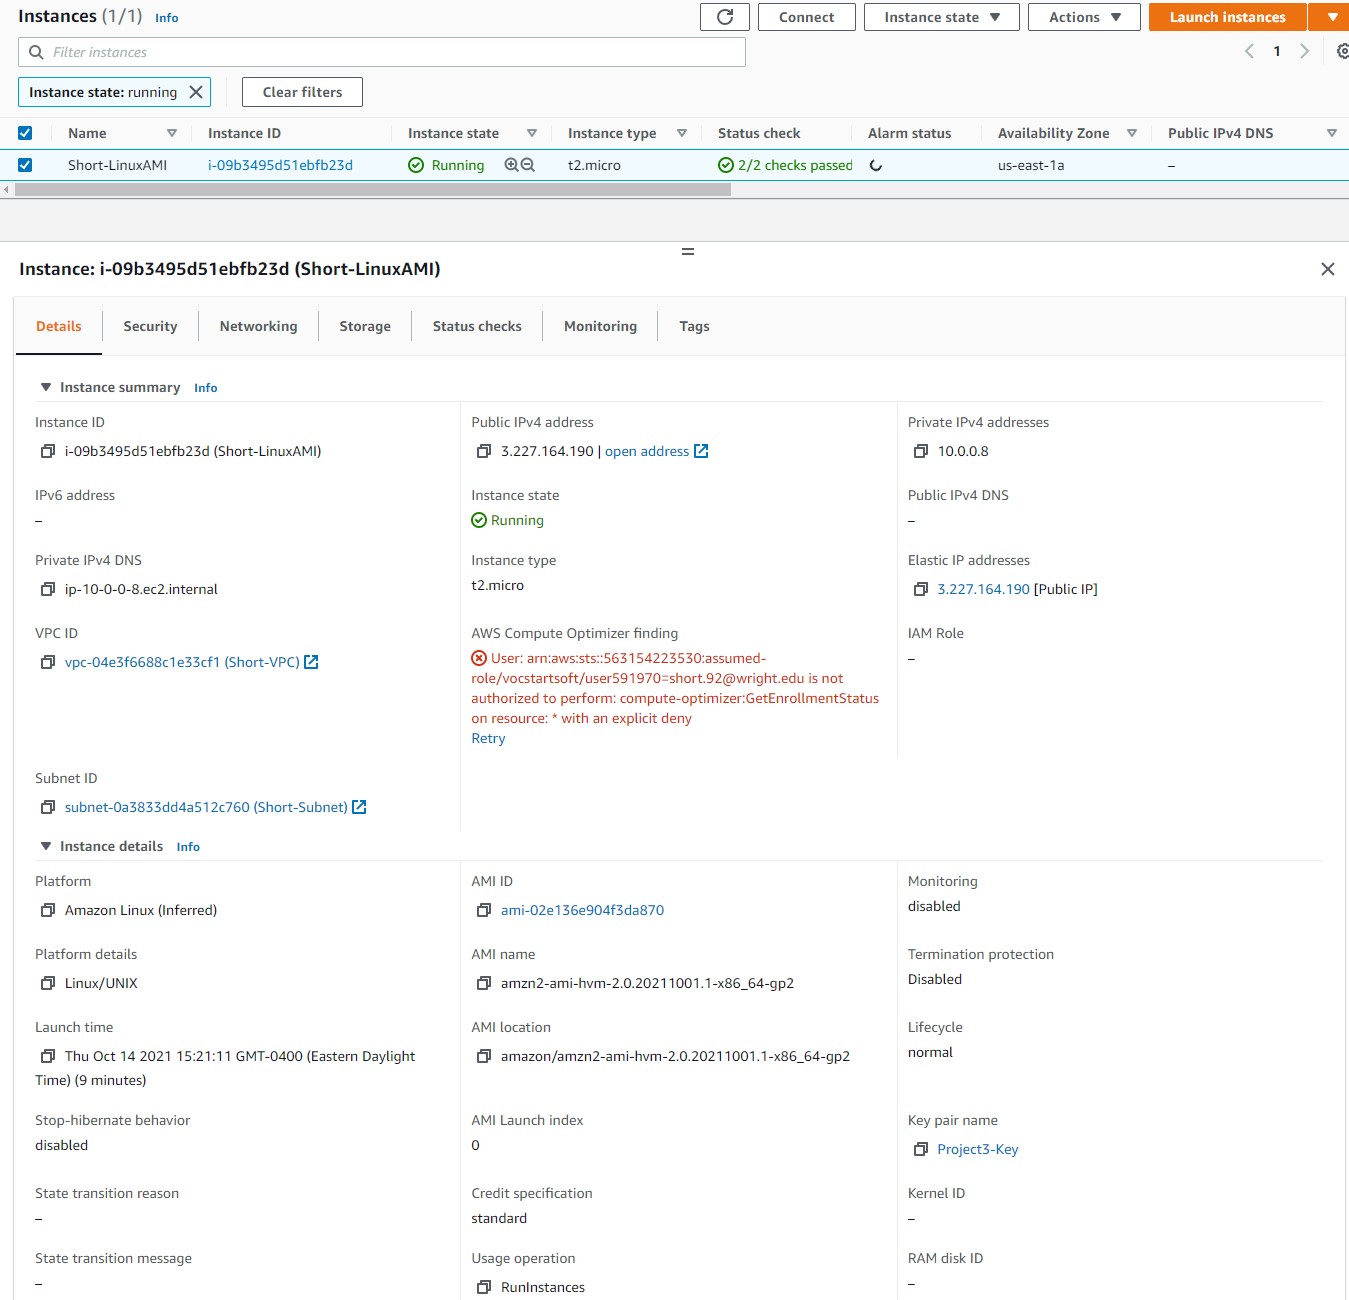 Instances (1/1) Info
Connect
Instance state
Actions
Launch instances
Filter instances
1
Instance state: running
Clear filters
Name Instance ID Instance state Instance type Status check Alarm status Availability Zone Public IPv4 DNS
Short-LinuxAMI i-09b3495d51ebfb23d Running t2.micro 2/2 checks passed us-east-1a –
Instance: i-09b3495d51ebfb23d (Short-LinuxAMI)
Details Security Networking Storage Status checks Monitoring Tags
Instance summary Info
Instance ID
i-09b3495d51ebfb23d (Short-LinuxAMI)
Public IPv4 address
3.227.164.190 | open address
Private IPv4 addresses
10.0.0.8
IPv6 address
–
Instance state
Running
Public IPv4 DNS
–
Private IPv4 DNS
ip-10-0-0-8.ec2.internal
Instance type
t2.micro
Elastic IP addresses
3.227.164.190 [Public IP]
VPC ID
vpc-04e3f6688c1e33cf1 (Short-VPC)
AWS Compute Optimizer finding
User: arn:aws:sts::563154223530:assumed-
role/vocstartsoft/user591970=short.92@wright.edu is not
authorized to perform: compute-optimizer:GetEnrollmentStatus
on resource: * with an explicit deny
Retry
IAM Role
–
Subnet ID
subnet-0a3833dd4a512c760 (Short-Subnet)
Instance details Info
Platform
Amazon Linux (Inferred)
AMI ID
ami-02e136e904f3da870
Monitoring
disabled
Platform details
Linux/UNIX
AMI name
amzn2-ami-hvm-2.0.20211001.1-x86_64-gp2
Termination protection
Disabled
Launch time
Thu Oct 14 2021 15:21:11 GMT-0400 (Eastern Daylight
Time) (9 minutes)
AMI location
amazon/amzn2-ami-hvm-2.0.20211001.1-x86_64-gp2
Lifecycle
normal
Stop-hibernate behavior
disabled
AMI Launch index
0
Key pair name
Project3-Key
State transition reason
–
Credit specification
standard
Kernel ID
–
State transition message
–
Usage operation
RunInstances
RAM disk ID
–